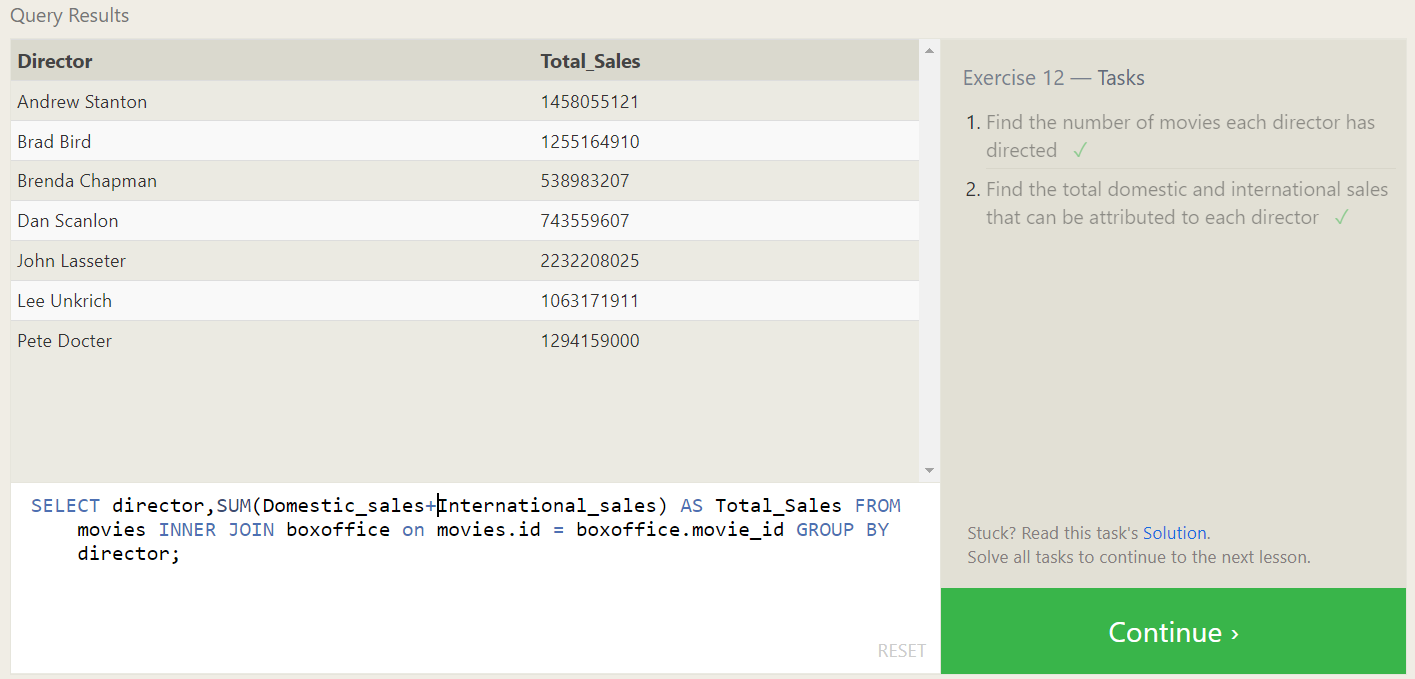 Query Results
Director Total_Sales
Andrew Stanton 1458055121
Brad Bird 1255164910
Brenda Chapman 538983207
Dan Scanlon 743559607
John Lasseter 2232208025
Lee Unkrich 1063171911
Pete Docter 1294159000
SELECT director,SUM(Domestic_sales+International_sales) AS Total_Sales FROM
movies INNER JOIN boxoffice on movies.id = boxoffice.movie_id GROUP BY
director;
RESET
Exercise 12 — Tasks
1. Find the number of movies each director has
directed ✓
2. Find the total domestic and international sales
that can be attributed to each director ✓
Stuck? Read this task's Solution.
Solve all tasks to continue to the next lesson.
Continue ›